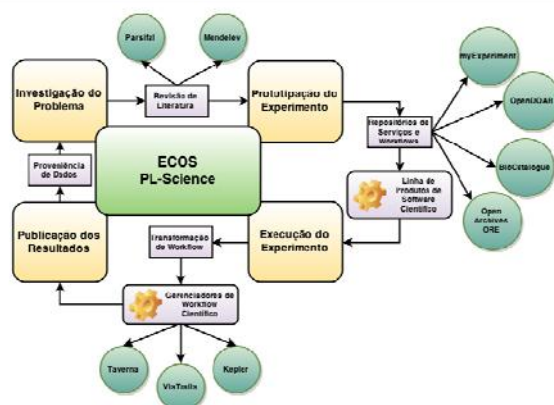 Parsifal
Mendeley
Investigação do
Problema
Revisão de
Literatura
Prototipação do
Experimento
myExperiment
OpenDOAR
Repositórios de
Serviços e
Workflows
BioCatalogue
Open
Archives
ORE
ECOS
PL-Science
Proveniência
de Dados
Linha de
Produtos de
Software
Científico
Publicação dos
Resultados
Transformação
de Workflow
Execução do
Experimento
Gerenciadores de
Workflow
Científico
Taverna
VisTrails
Kepler